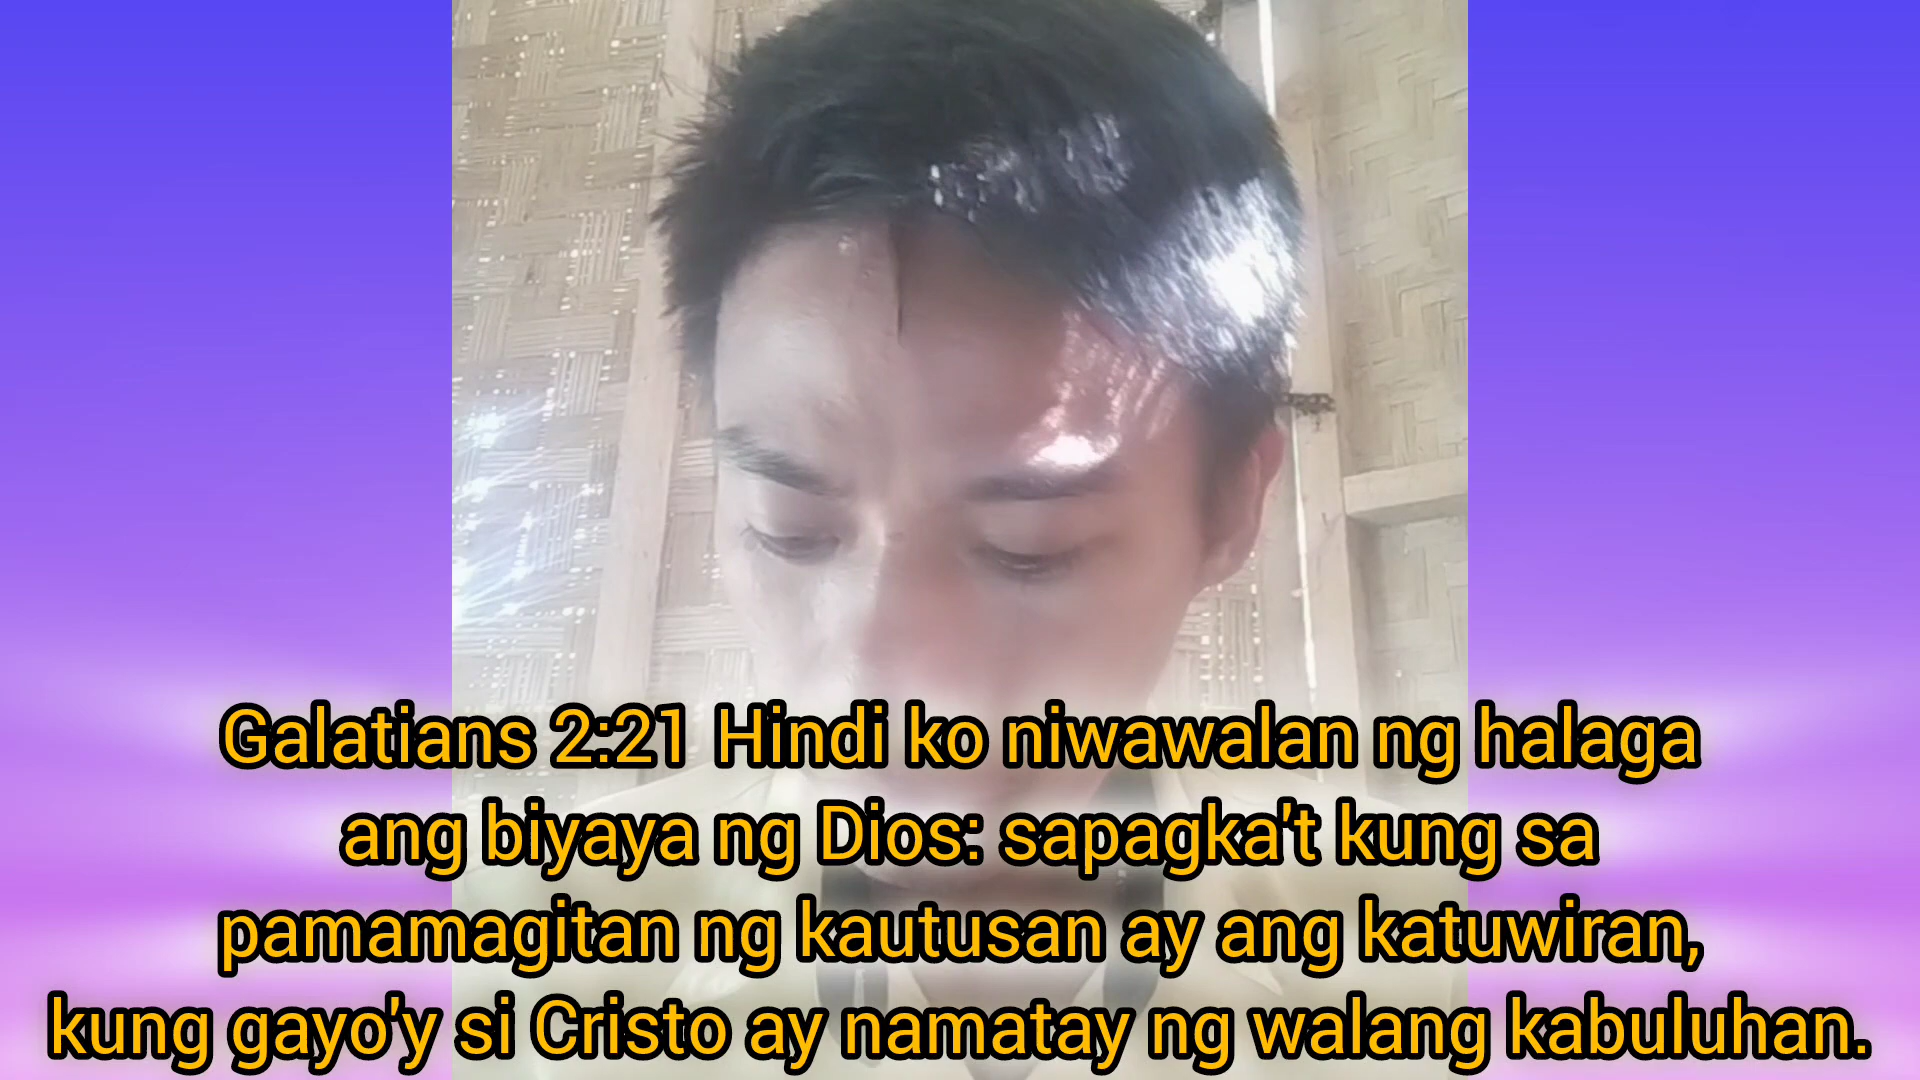 Galatians 2:21 Hindi ko niwawalan ng halaga
ang biyaya ng Dios: sapagka't kung sa
pamamagitan ng kautusan ay ang katuwiran,
kung gayo'y si Cristo ay namatay ng walang kabuluhan.